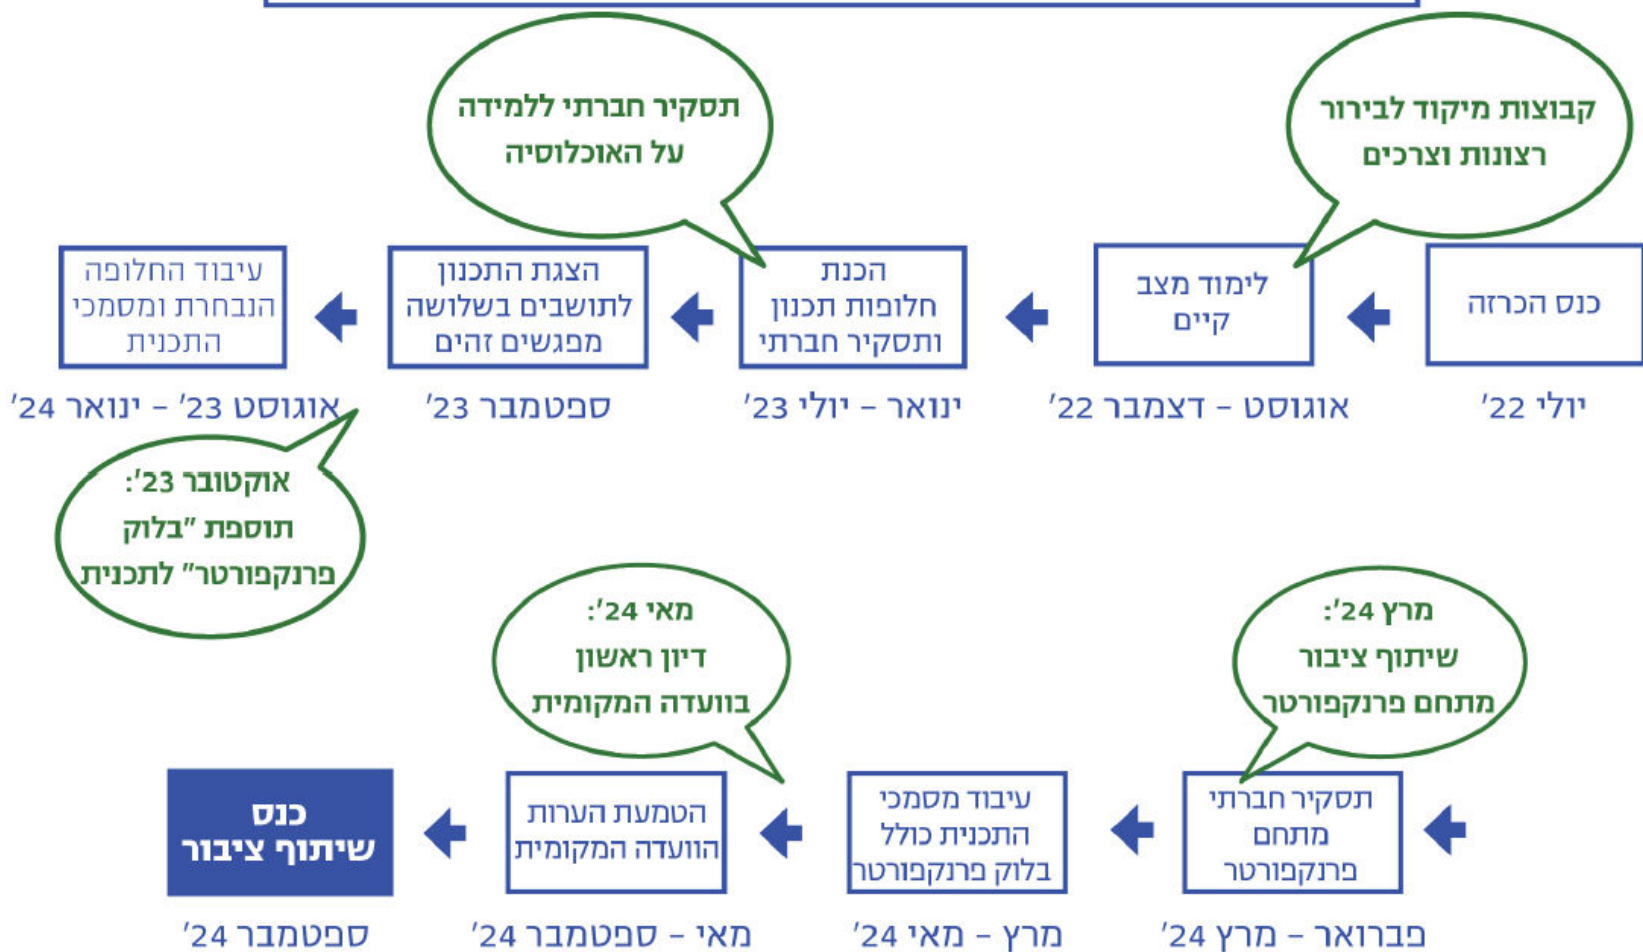 קבוצות מיקוד לבירור
רצונות וצרכים
תסקיר חברתי ללמידה
על האוכלוסיה
כנס הכרזה
יולי 22'
לימוד מצב
קיים
אוגוסט - דצמבר 22'
הכנת
חלופות תכנון
ותסקיר חברתי
ינואר - יולי 23'
הצגת התכנון
לתושבים בשלושה
מפגשים זהים
ספטמבר 23'
עיבוד החלופה
הנבחרת ומסמכי
התכנית
אוגוסט 23' - ינואר 24'
אוקטובר 23':
תוספת "בלוק
פרנקפורטר" לתכנית
מרץ 24':
שיתוף ציבור
מתחם פרנקפורטר
מאי 24':
דיון ראשון
בוועדה המקומית
תסקיר חברתי
מתחם
פרנקפורטר
פברואר - מרץ 24'
עיבוד מסמכי
התכנית כולל
בלוק פרנקפורטר
מרץ - מאי 24'
הטמעת הערות
הוועדה המקומית
מאי - ספטמבר 24'
כנס
שיתוף ציבור
ספטמבר 24'